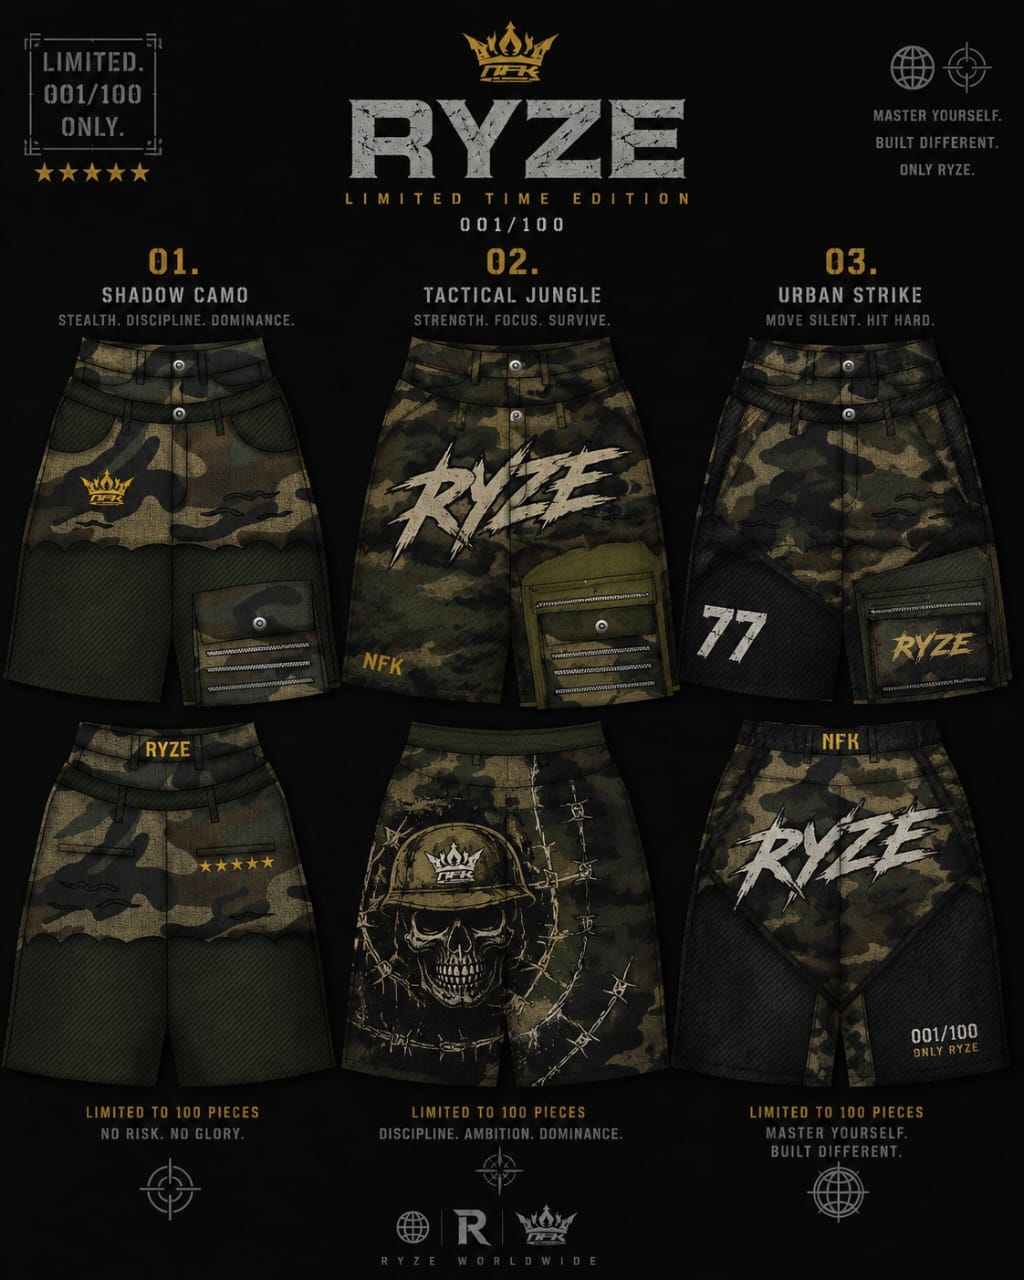 LIMITED.
001/100
ONLY.
NFK
RYZE
LIMITED TIME EDITION
001/100
MASTER YOURSELF.
BUILT DIFFERENT.
ONLY RYZE.
01.
SHADOW CAMO
STEALTH. DISCIPLINE. DOMINANCE.
02.
TACTICAL JUNGLE
STRENGTH. FOCUS. SURVIVE.
03.
URBAN STRIKE
MOVE SILENT. HIT HARD.
NFK
RYZE
NFK
77
RYZE
RYZE
NFK
NFK
RYZE
001/100
ONLY RYZE
LIMITED TO 100 PIECES
NO RISK. NO GLORY.
LIMITED TO 100 PIECES
DISCIPLINE. AMBITION. DOMINANCE.
LIMITED TO 100 PIECES
MASTER YOURSELF.
BUILT DIFFERENT.
R
NFK
RYZE WORLDWIDE